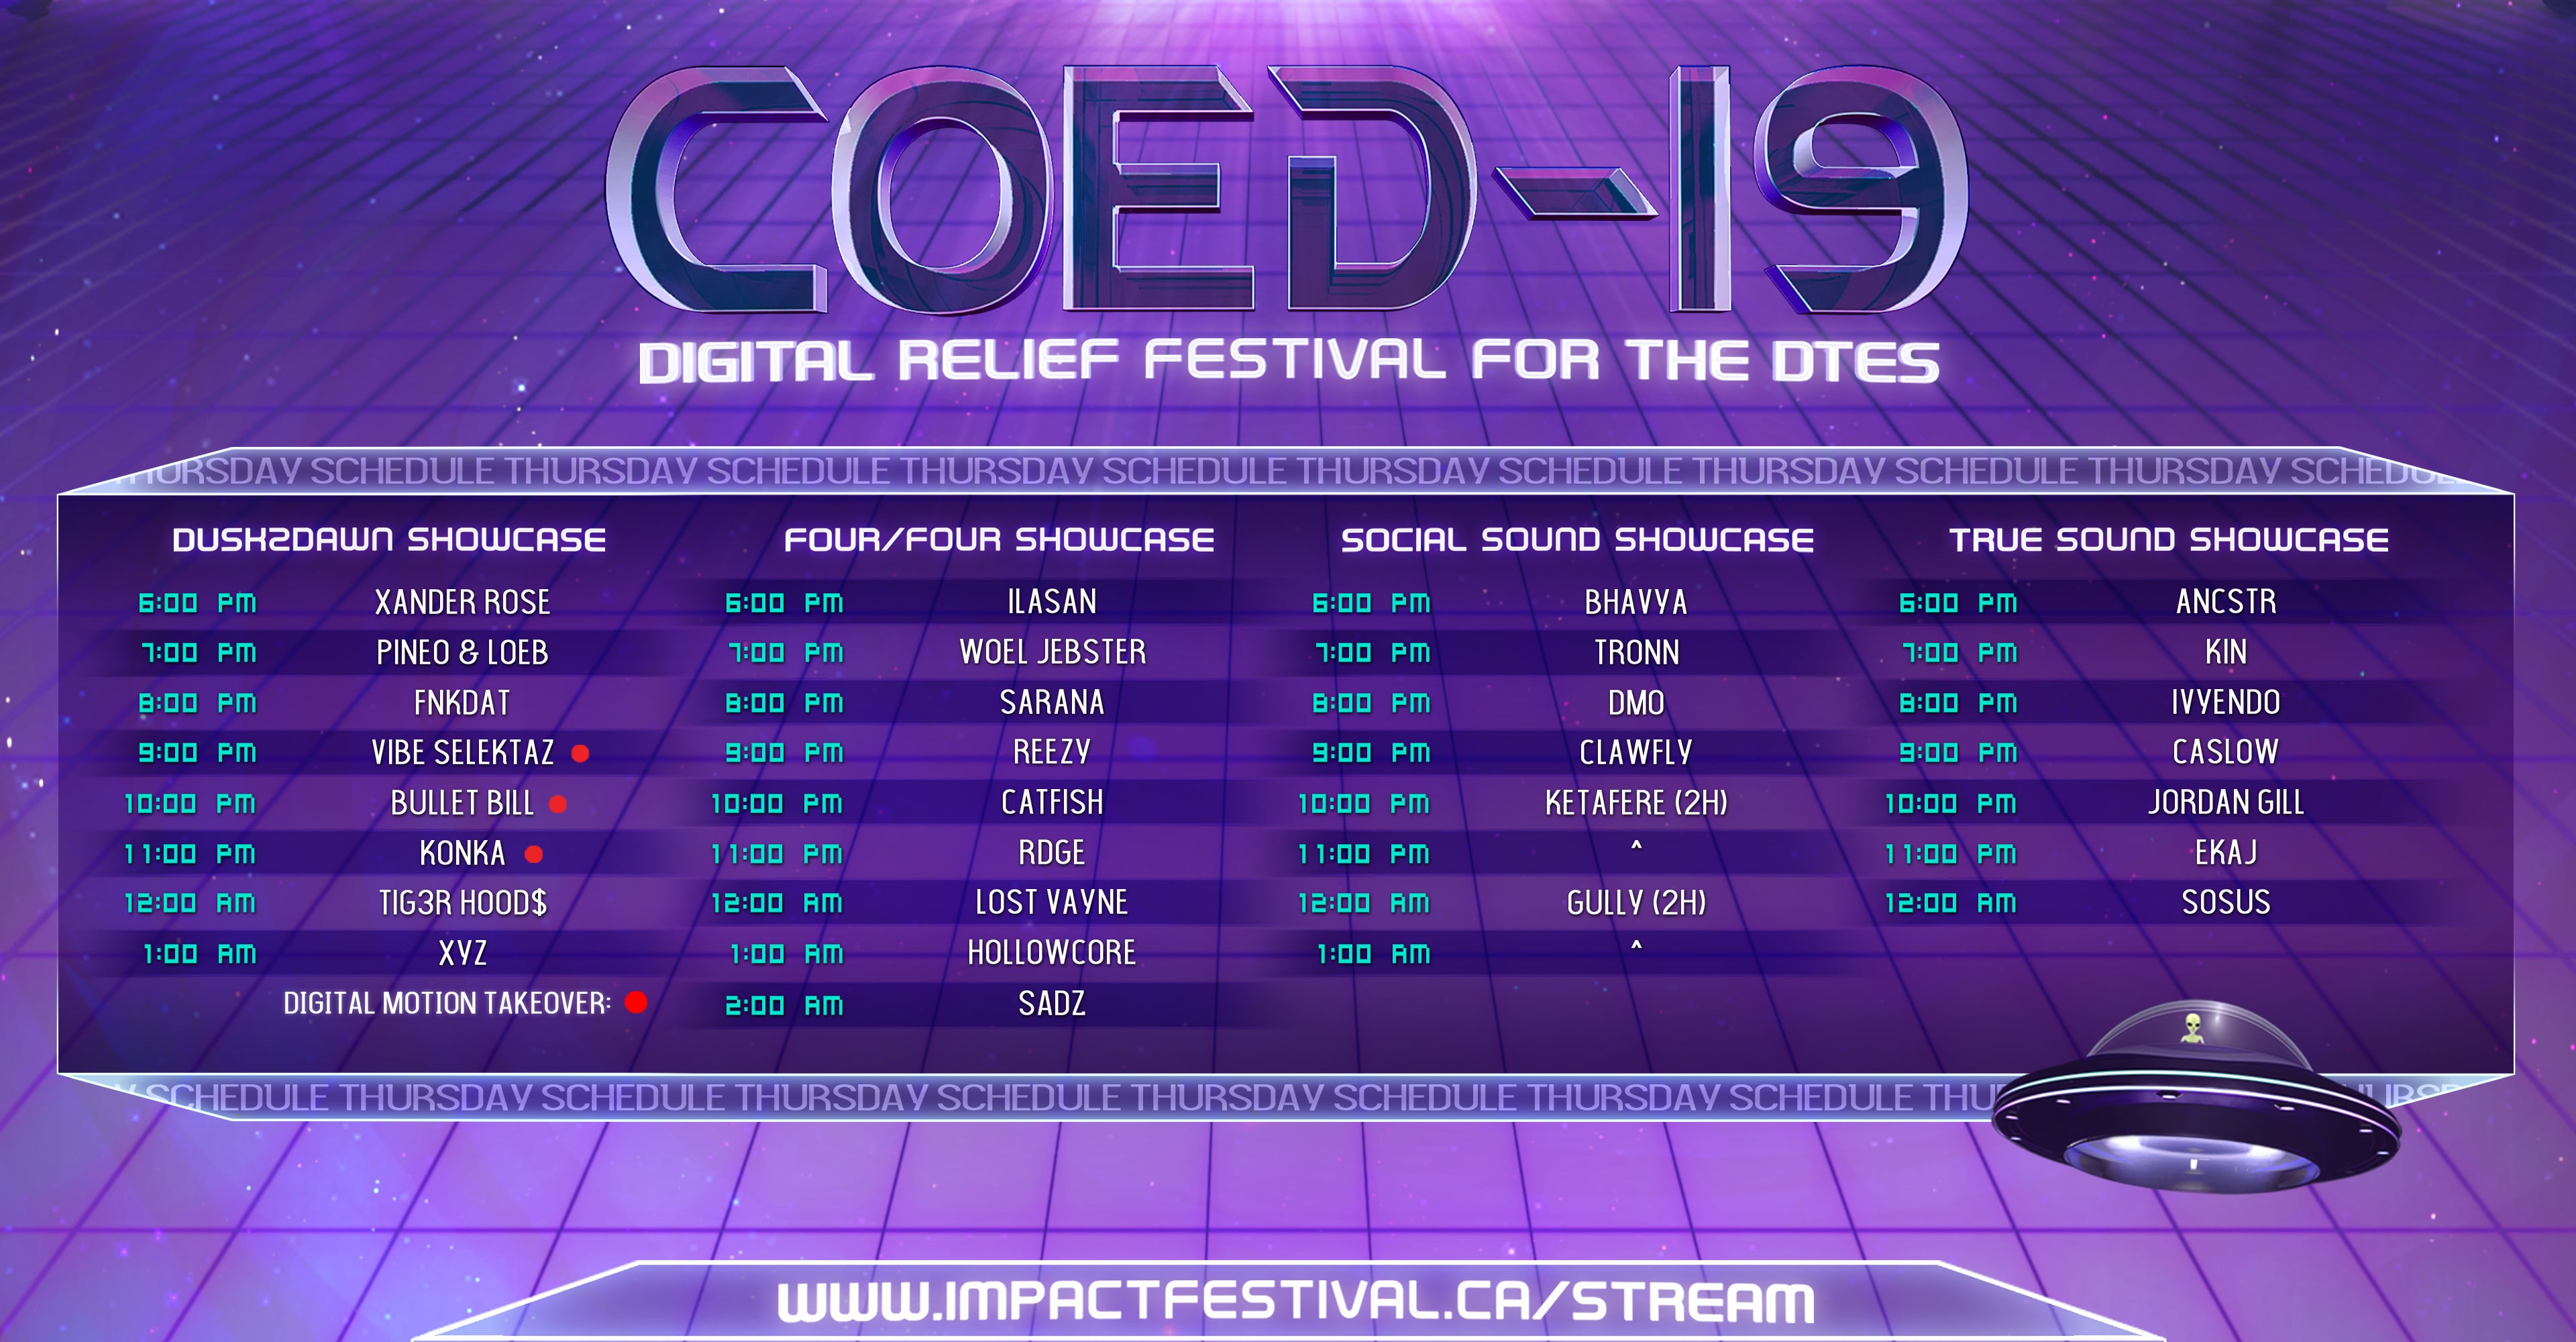 COED-19
DIGITAL RELIEF FESTIVAL FOR THE DTES
THURSDAY SCHEDULE THURSDAY SCHEDULE THURSDAY SCHEDULE THURSDAY SCHEDULE THURSDAY SCHEDULE THURSDAY SCHEDULE
DUSK2DAWN SHOWCASE
6:00 PM XANDER ROSE
7:00 PM PINEO & LOEB
8:00 PM FNKDAT
9:00 PM VIBE SELEKTAZ
10:00 PM BULLET BILL
11:00 PM KONKA
12:00 AM TIG3R HOOD$
1:00 AM XYZ
DIGITAL MOTION TAKEOVER:
FOUR/FOUR SHOWCASE
6:00 PM ILASAN
7:00 PM WOEL JEBSTER
8:00 PM SARANA
9:00 PM REEZY
10:00 PM CATFISH
11:00 PM RDGE
12:00 AM LOST VAYNE
1:00 AM HOLLOWCORE
2:00 AM SADZ
SOCIAL SOUND SHOWCASE
6:00 PM BHAVYA
7:00 PM TRONN
8:00 PM DMO
9:00 PM CLAWFLY
10:00 PM KETAFERE (2H)
11:00 PM ^
12:00 AM GULLY (2H)
1:00 AM ^
TRUE SOUND SHOWCASE
6:00 PM ANCSTR
7:00 PM KIN
8:00 PM IVYENDO
9:00 PM CASLOW
10:00 PM JORDAN GILL
11:00 PM EKAJ
12:00 AM SOSUS
Y SCHEDULE THURSDAY SCHEDULE THURSDAY SCHEDULE THURSDAY SCHEDULE THURSDAY SCHEDULE THU URSD
WWW.IMPACTFESTIVAL.CA/STREAM